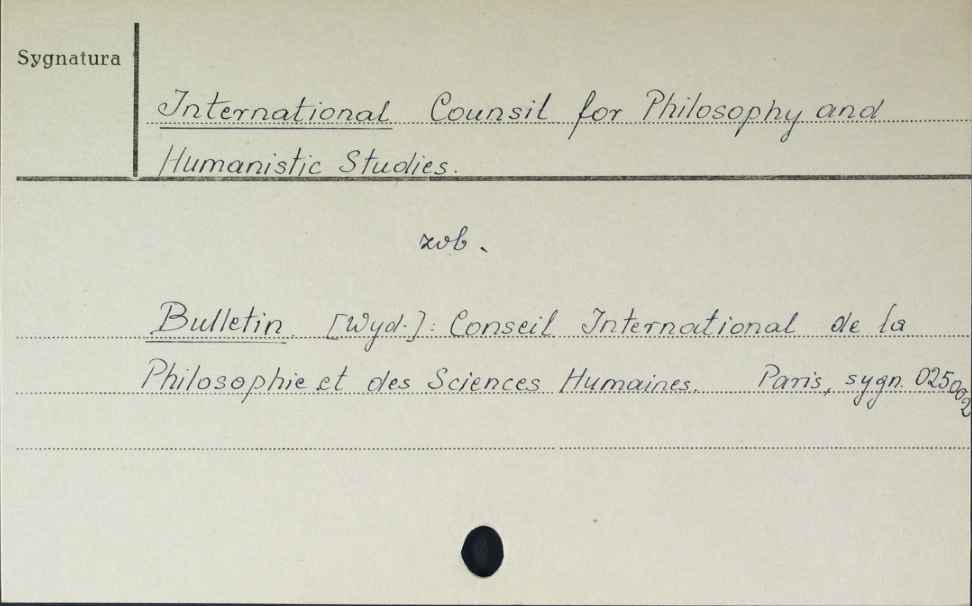 Sygnatura
International Counsil for Philosophy and
Humanistic Studies.
zob.
Bulletin. [Wyd.]: Conseil International de la
Philosophie et des Sciences Humaines. Paris, sygn. 025002